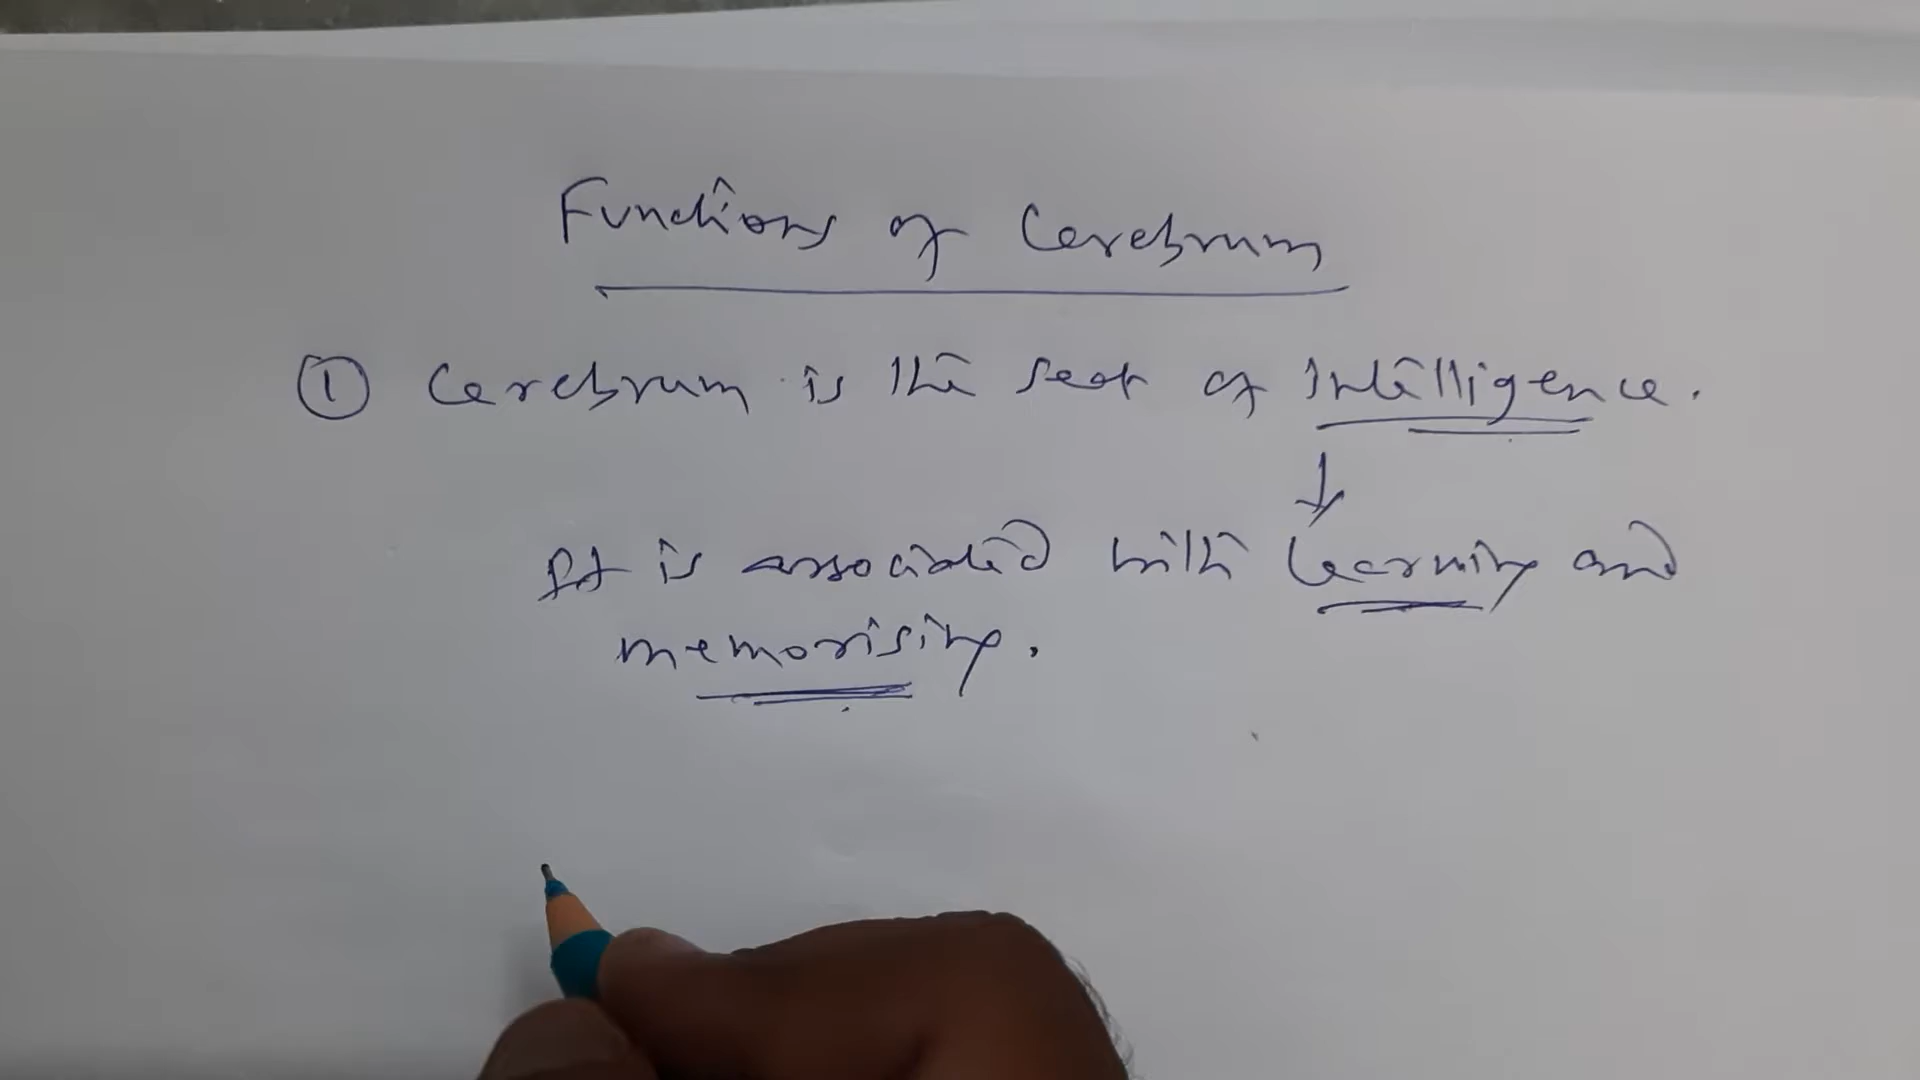 Functions of Cerebrum
① Cerebrum is the seat of Intelligence.
It is associated with learning and
memorising.